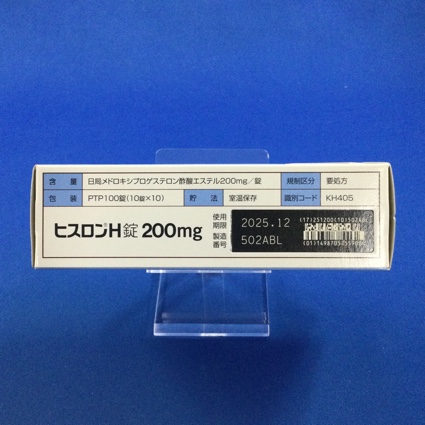 含 量 日局メドロキシプロゲステロン酢酸エステル200mg/錠 規制区分 要処方
包 装 PTP100錠(10錠×10) 貯 法 室温保存 識別コード KH405
ヒスロンH錠 200mg
使用期限 2025.12
製造番号 502ABL
(17)251200(10)502ABL